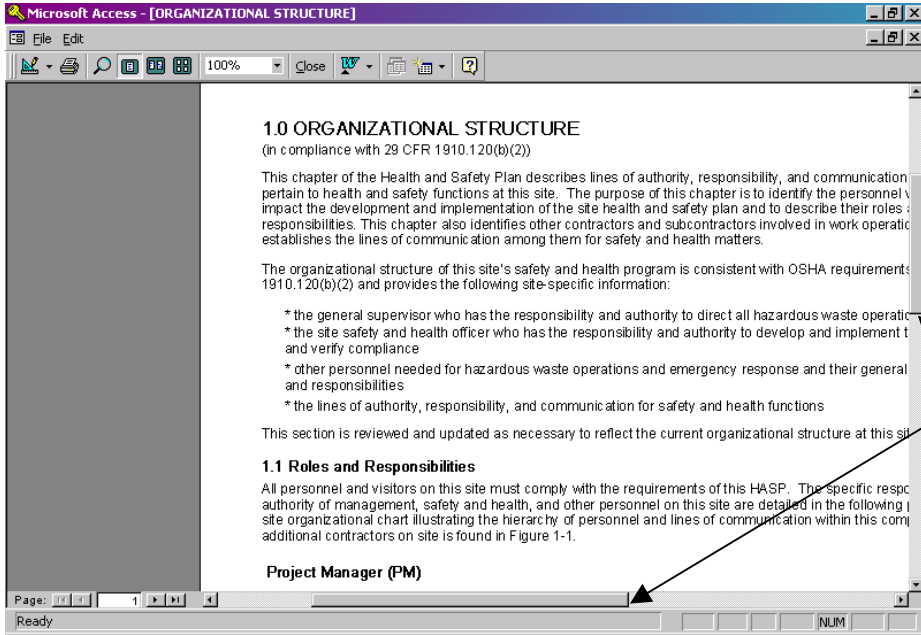 Microsoft Access - [ORGANIZATIONAL STRUCTURE]
File Edit
100% Close
1.0 ORGANIZATIONAL STRUCTURE
(in compliance with 29 CFR 1910.120(b)(2))
This chapter of the Health and Safety Plan describes lines of authority, responsibility, and communication
pertain to health and safety functions at this site. The purpose of this chapter is to identify the personnel
impact the development and implementation of the site health and safety plan and to describe their roles
responsibilities. This chapter also identifies other contractors and subcontractors involved in work
establishes the lines of communication among them for safety and health matters.
The organizational structure of this site's safety and health program is consistent with OSHA requirements
1910.120(b)(2) and provides the following site-specific information:
* the general supervisor who has the responsibility and authority to direct all hazardous waste
* the site safety and health officer who has the responsibility and authority to develop and implement
and verify compliance
* other personnel needed for hazardous waste operations and emergency response and their general
and responsibilities
* the lines of authority, responsibility, and communication for safety and health functions
This section is reviewed and updated as necessary to reflect the current organizational structure at this
1.1 Roles and Responsibilities
All personnel and visitors on this site must comply with the requirements of this HASP. The specific
authority of management, safety and health, and other personnel on this site are detailed in the following
site organizational chart illustrating the hierarchy of personnel and lines of communication within this
additional contractors on site is found in Figure 1-1.
Project Manager (PM)
Page: 1
Ready NUM